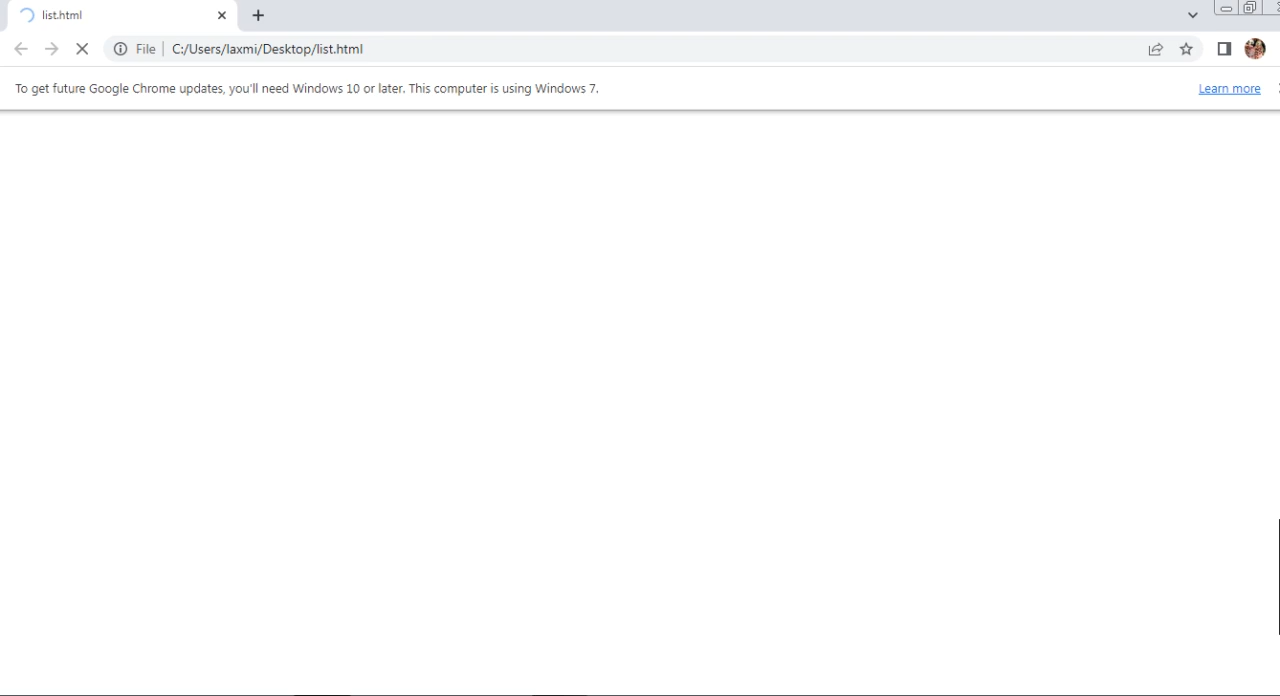 list.html
File
C:/Users/laxmi/Desktop/list.html
To get future Google Chrome updates, you'll need Windows 10 or later. This computer is using Windows 7.
Learn more